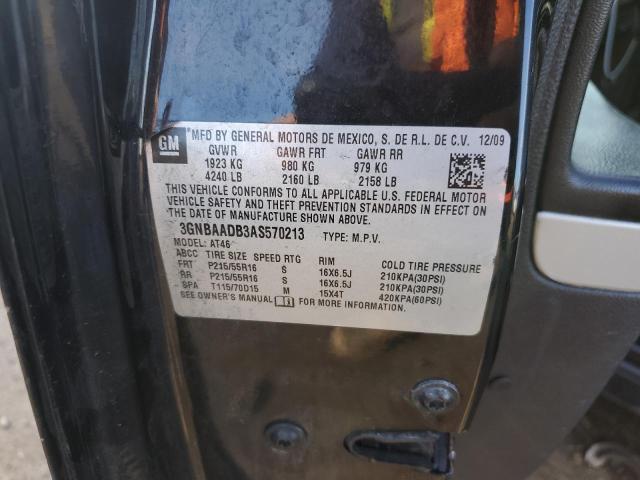 GM MFD BY GENERAL MOTORS DE MEXICO, S. DE R.L. DE C.V. 12/09
GVWR GAWR FRT GAWR RR
1923 KG 980 KG 979 KG
4240 LB 2160 LB 2158 LB
THIS VEHICLE CONFORMS TO ALL APPLICABLE U.S. FEDERAL MOTOR
VEHICLE SAFETY AND THEFT PREVENTION STANDARDS IN EFFECT ON
THE DATE OF MANUFACTURE SHOWN ABOVE.
3GNBAADB3AS570213 TYPE: M.P.V.
MODEL: AT46
ABCC TIRE SIZE SPEED RTG RIM COLD TIRE PRESSURE
FRT P215/55R16 S 16X6.5J 210KPA(30PSI)
RR P215/55R16 S 16X6.5J 210KPA(30PSI)
SPA T115/70D15 M 15X4T 420KPA(60PSI)
SEE OWNER'S MANUAL FOR MORE INFORMATION.